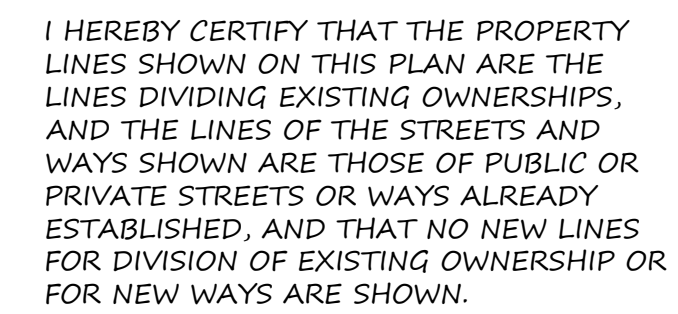 I HEREBY CERTIFY THAT THE PROPERTY
LINES SHOWN ON THIS PLAN ARE THE
LINES DIVIDING EXISTING OWNERSHIPS,
AND THE LINES OF THE STREETS AND
WAYS SHOWN ARE THOSE OF PUBLIC OR
PRIVATE STREETS OR WAYS ALREADY
ESTABLISHED, AND THAT NO NEW LINES
FOR DIVISION OF EXISTING OWNERSHIP OR
FOR NEW WAYS ARE SHOWN.